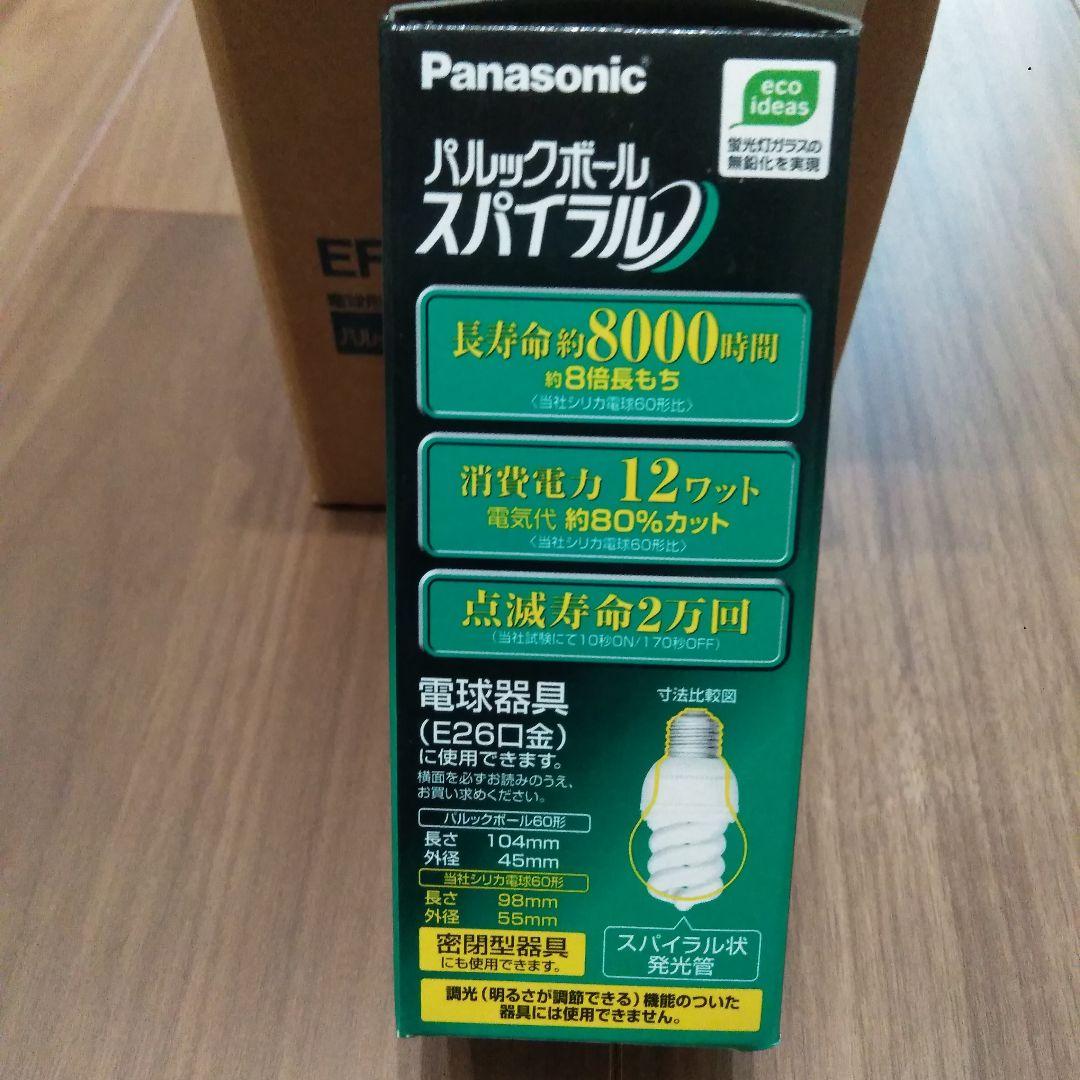 Panasonic
eco
ideas
蛍光灯ガラスの
無鉛化を実現
パルックボール
スパイラル
長寿命約8000時間
約8倍長もち
〈当社シリカ電球60形比〉
消費電力 12ワット
電気代 約80%カット
〈当社シリカ電球60形比〉
点滅寿命2万回
(当社試験にて10秒ON/170秒OFF)
電球器具
(E26口金)
に使用できます。
横面を必ずお読みのうえ、
お買い求めください。
パルックボール60形
長さ 104mm
外径 45mm
当社シリカ電球60形
長さ 98mm
外径 55mm
寸法比較図
スパイラル状
発光管
密閉型器具
にも使用できます。
調光(明るさが調節できる)機能のついた
器具には使用できません。
EF
電球形
パル